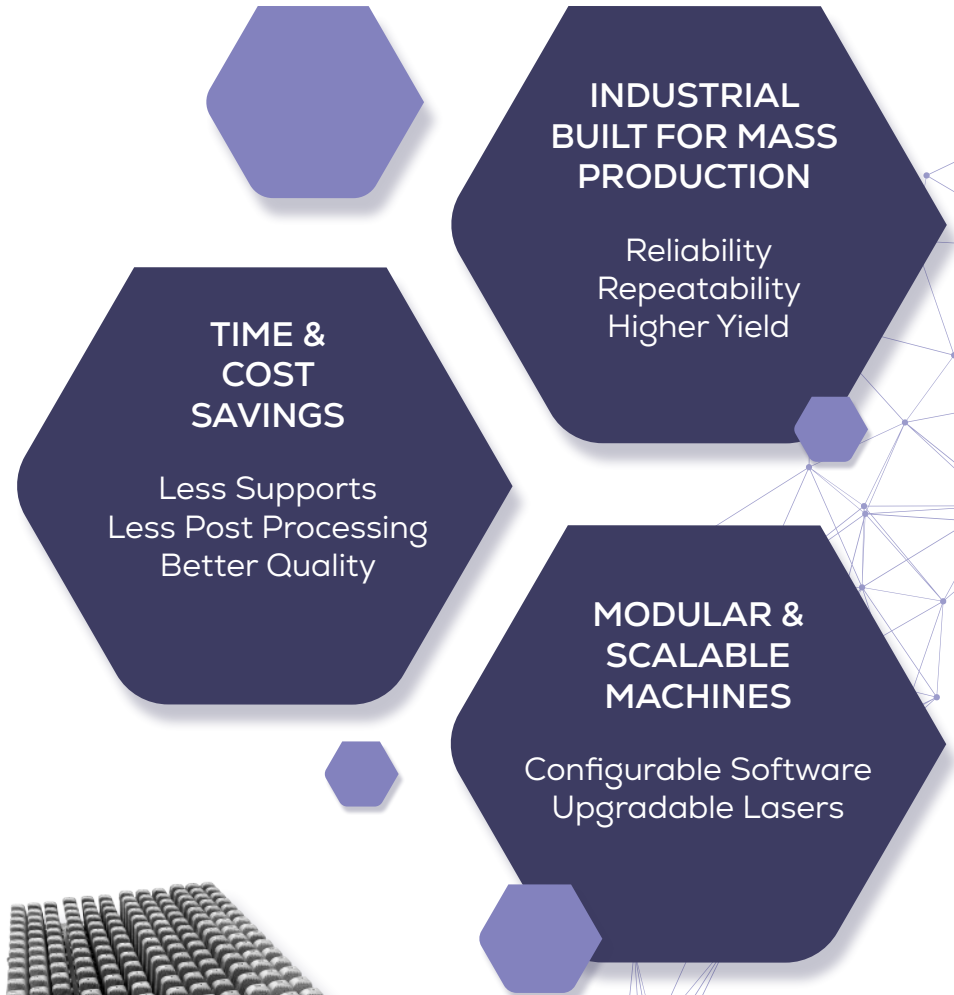 INDUSTRIAL
BUILT FOR MASS
PRODUCTION
Reliability
Repeatability
Higher Yield
TIME &
COST
SAVINGS
Less Supports
Less Post Processing
Better Quality
MODULAR &
SCALABLE
MACHINES
Configurable Software
Upgradable Lasers